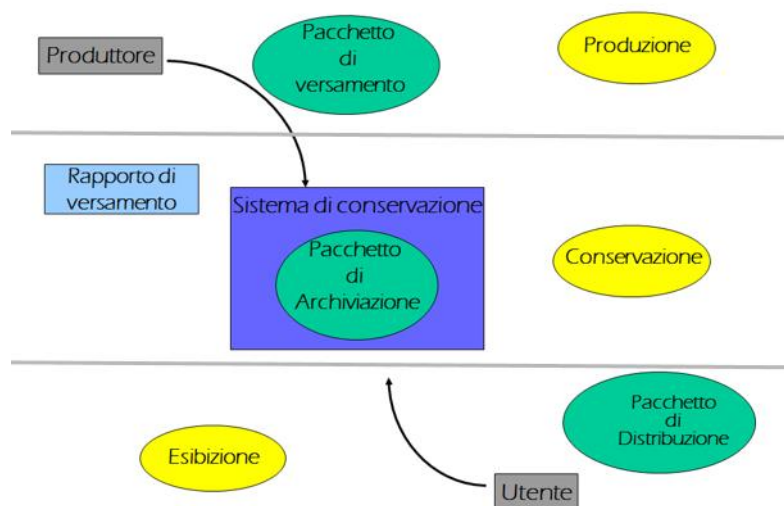 Produttore
Pacchetto
di
versamento
Produzione
Rapporto di
versamento
Sistema di conservazione
Pacchetto
di
Archiviazione
Conservazione
Pacchetto
di
Distribuzione
Esibizione
Utente